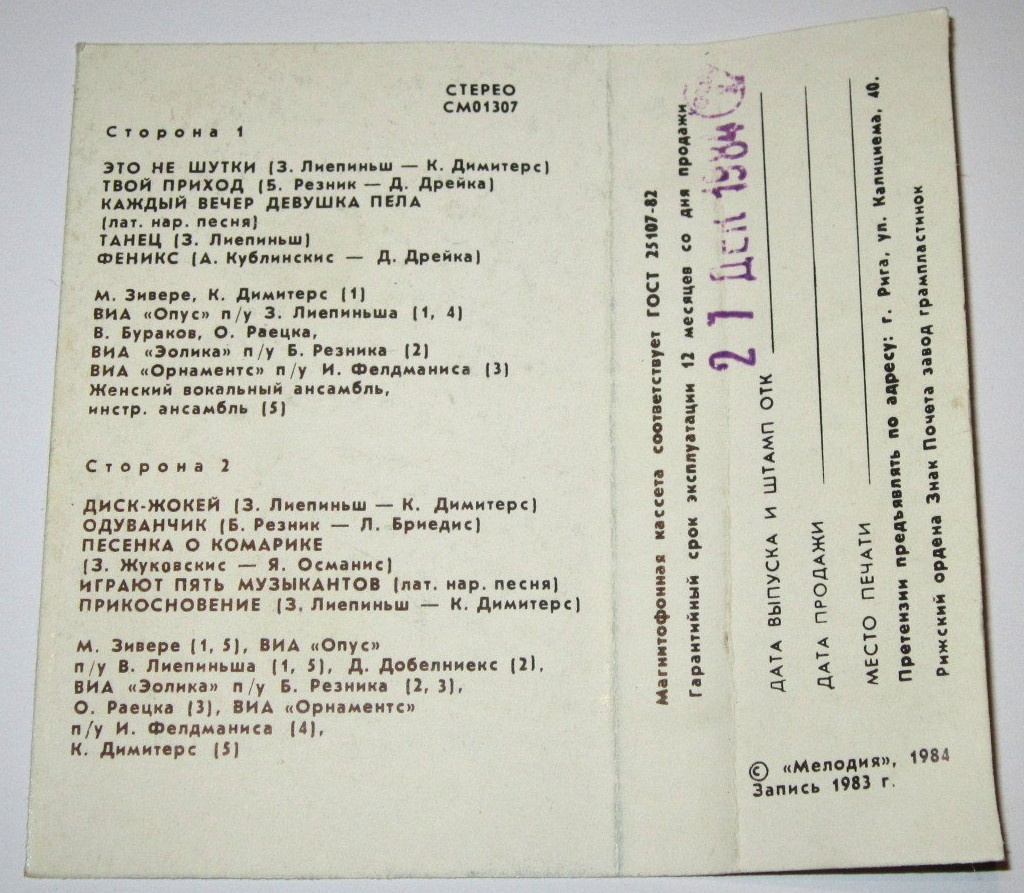 СТЕРЕО
СМ01307
Сторона 1
ЭТО НЕ ШУТКИ (З. Лиепиньш — К. Димитерс)
ТВОЙ ПРИХОД (Б. Резник — Д. Дрейка)
КАЖДЫЙ ВЕЧЕР ДЕВУШКА ПЕЛА
(лат. нар. песня)
ТАНЕЦ (З. Лиепиньш)
ФЕНИКС (А. Кублинскис — Д. Дрейка)
М. Зивере, К. Димитерс (1)
ВИА «Опус» п/у З. Лиепиньша (1, 4)
В. Бураков, О. Раецка,
ВИА «Эолика» п/у Б. Резника (2)
ВИА «Орнаментс» п/у И. Фелдманиса (3)
Женский вокальный ансамбль,
инстр. ансамбль (5)
Сторона 2
ДИСК-ЖОКЕЙ (З. Лиепиньш — К. Димитерс)
ОДУВАНЧИК (Б. Резник — Л. Бриедис)
ПЕСЕНКА О КОМАРИКЕ
(З. Жуковскис — Я. Османис)
ИГРАЮТ ПЯТЬ МУЗЫКАНТОВ (лат. нар. песня)
ПРИКОСНОВЕНИЕ (З. Лиепиньш — К. Димитерс)
М. Зивере (1, 5), ВИА «Опус»
п/у В. Лиепиньша (1, 5), Д. Добелниекс (2),
ВИА «Эолика» п/у Б. Резника (2, 3),
О. Раецка (3), ВИА «Орнаментс»
п/у И. Фелдманиса (4),
К. Димитерс (5)
Магнитофонная кассета соответствует ГОСТ 25107-82
Гарантийный срок эксплуатации 12 месяцев со дня продажи
27 ДЕК 1984
ДАТА ВЫПУСКА И ШТАМП ОТК
ДАТА ПРОДАЖИ
МЕСТО ПЕЧАТИ
Претензии предъявлять по адресу: г. Рига, ул. Калнциема, 40.
Рижский ордена Знак Почета завод грампластинок
© «Мелодия», 1984
Запись 1983 г.